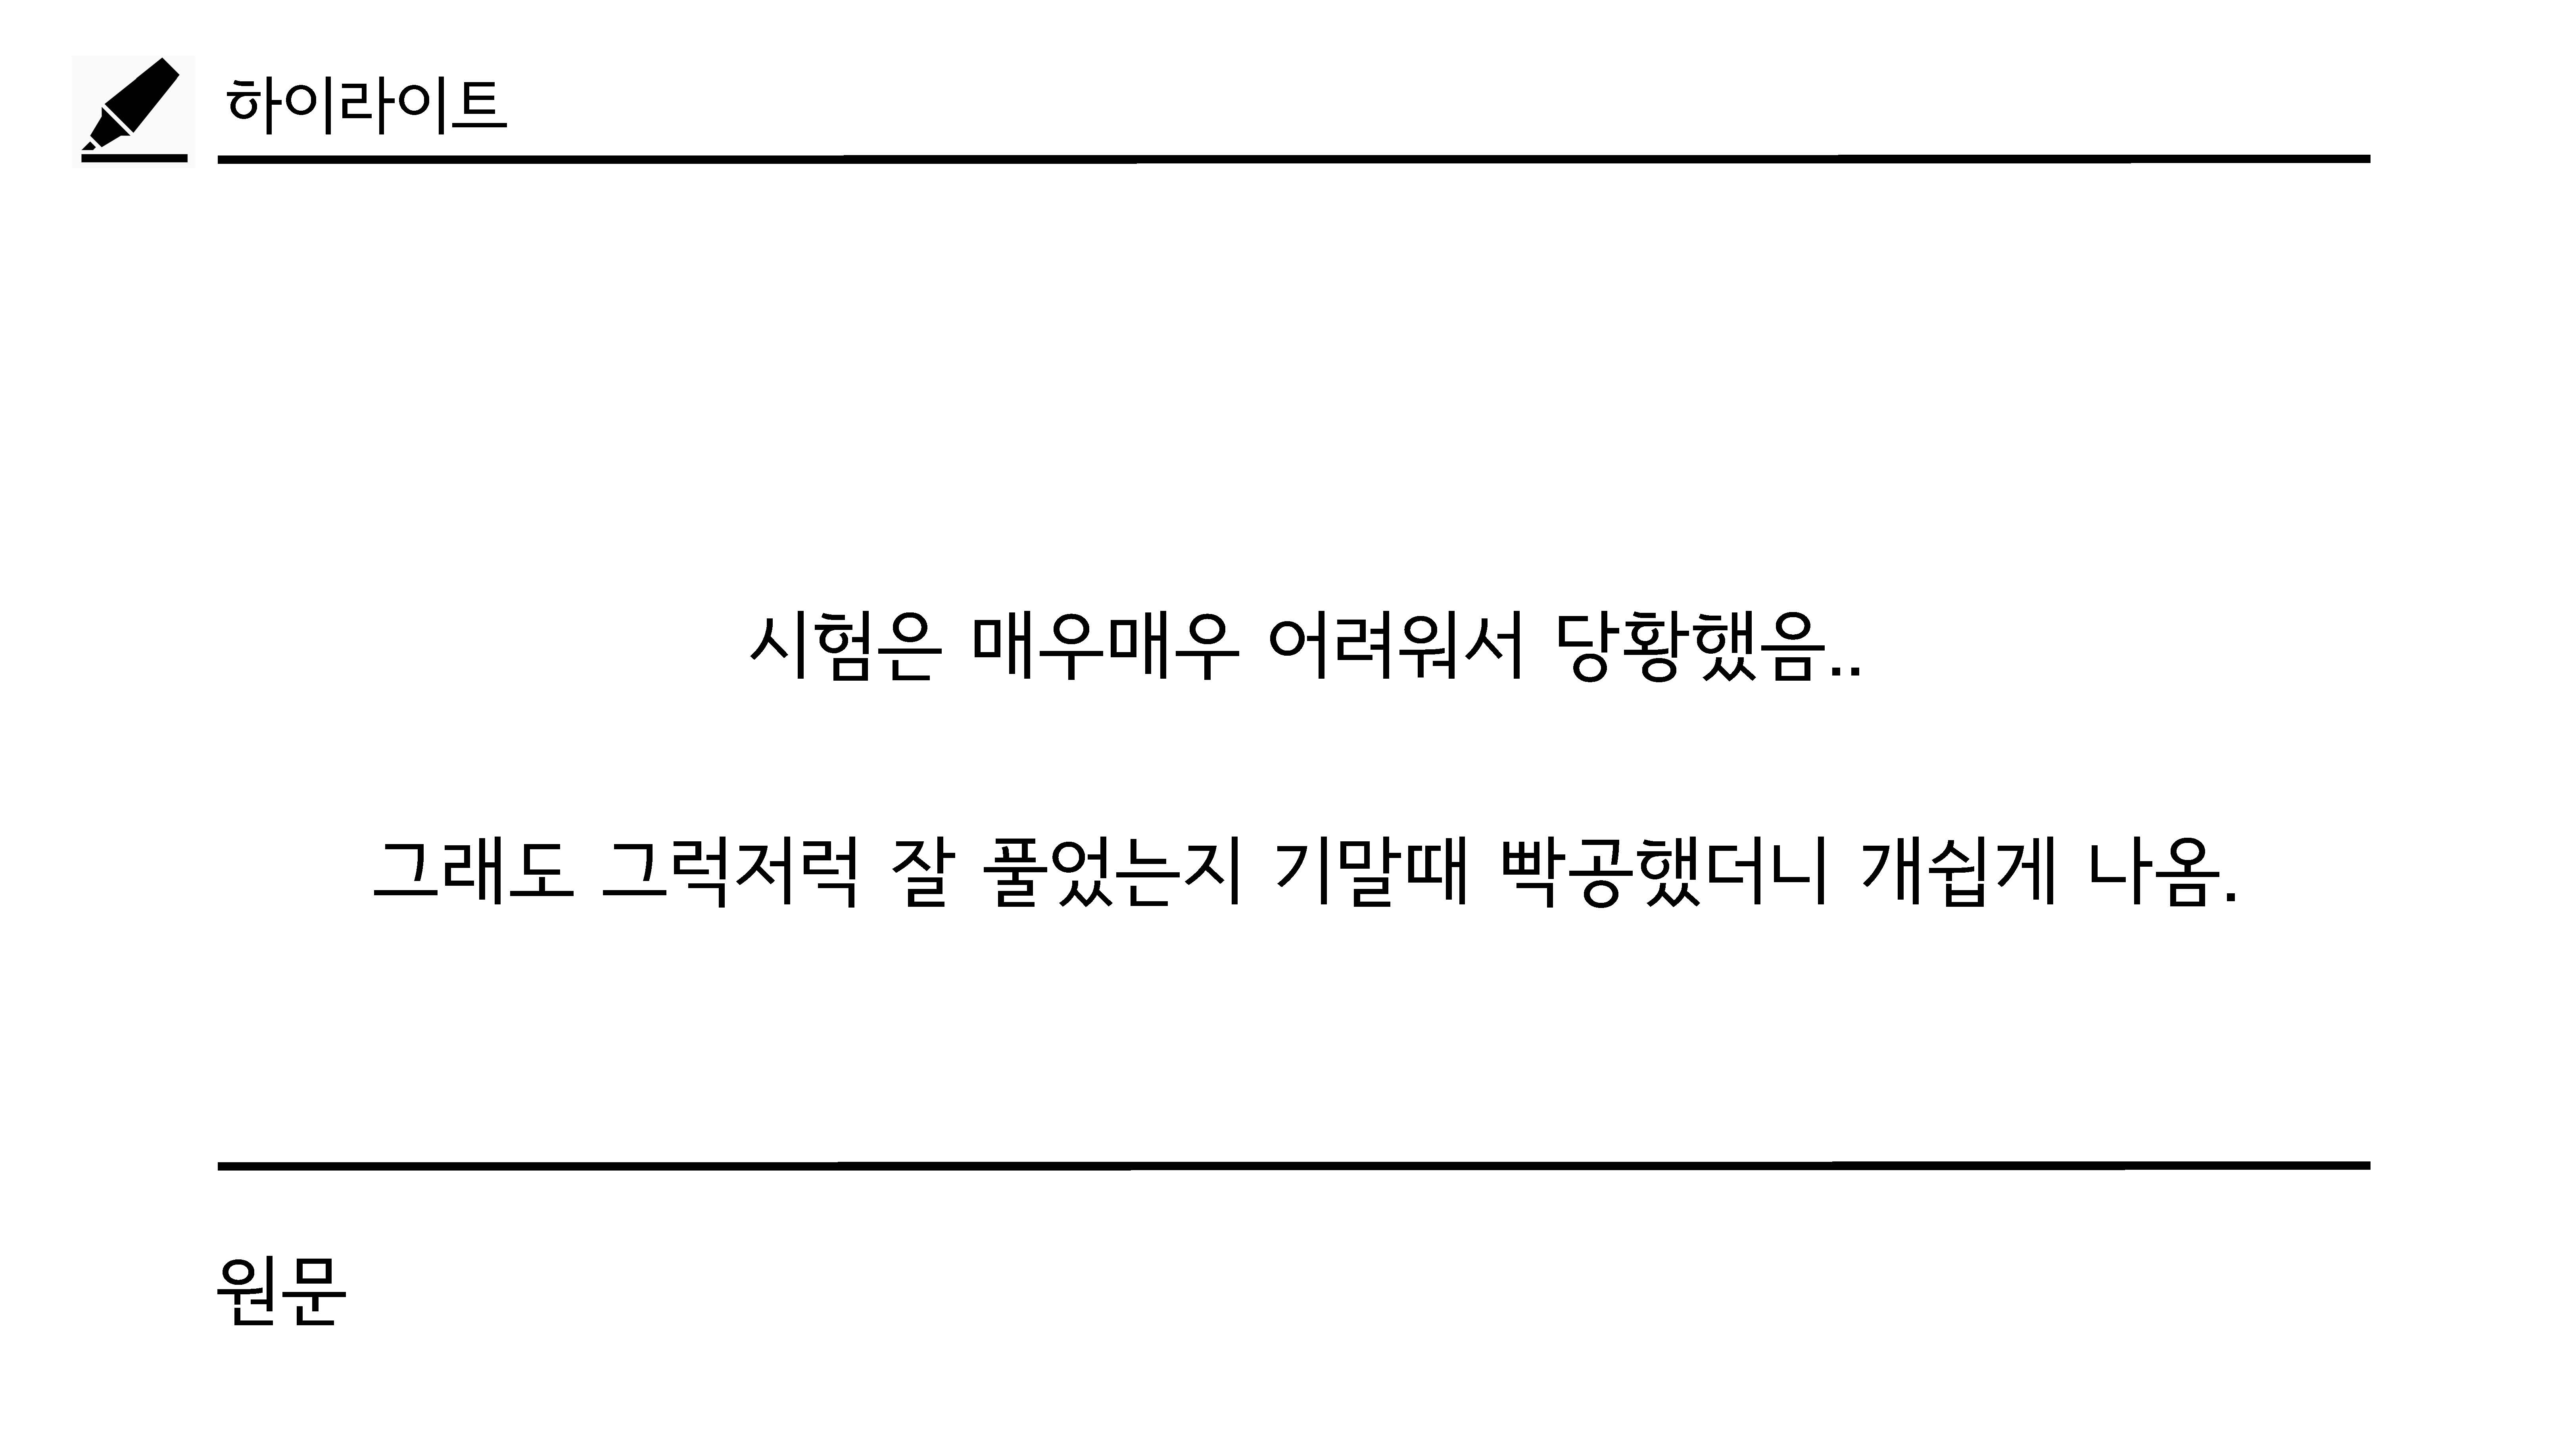 하이라이트
시험은 매우매우 어려워서 당황했음..
그래도 그럭저럭 잘 풀었는지 기말때 빡공했더니 개쉽게 나옴.
원문